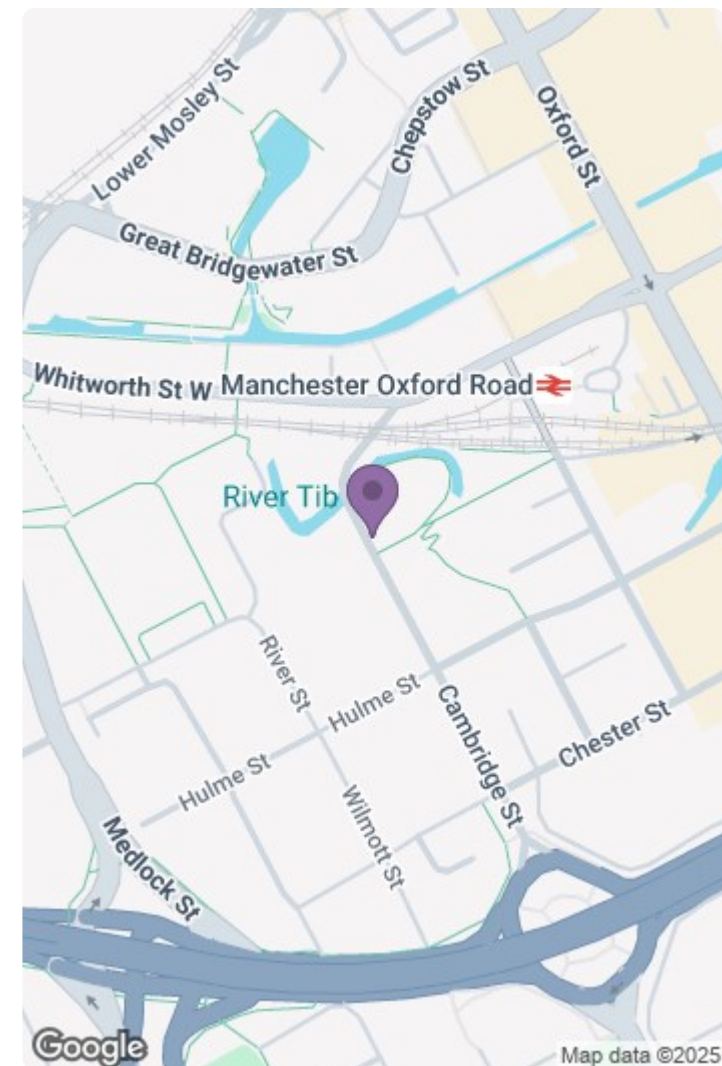 Lower Mosley St
Chepstow St
Oxford St
Great Bridgewater St
Whitworth St W
Manchester Oxford Road
River Tib
River St
Hulme St
Hulme St
Cambridge St
Chester St
Wilmott St
Medlock St
Google
Map data ©2025